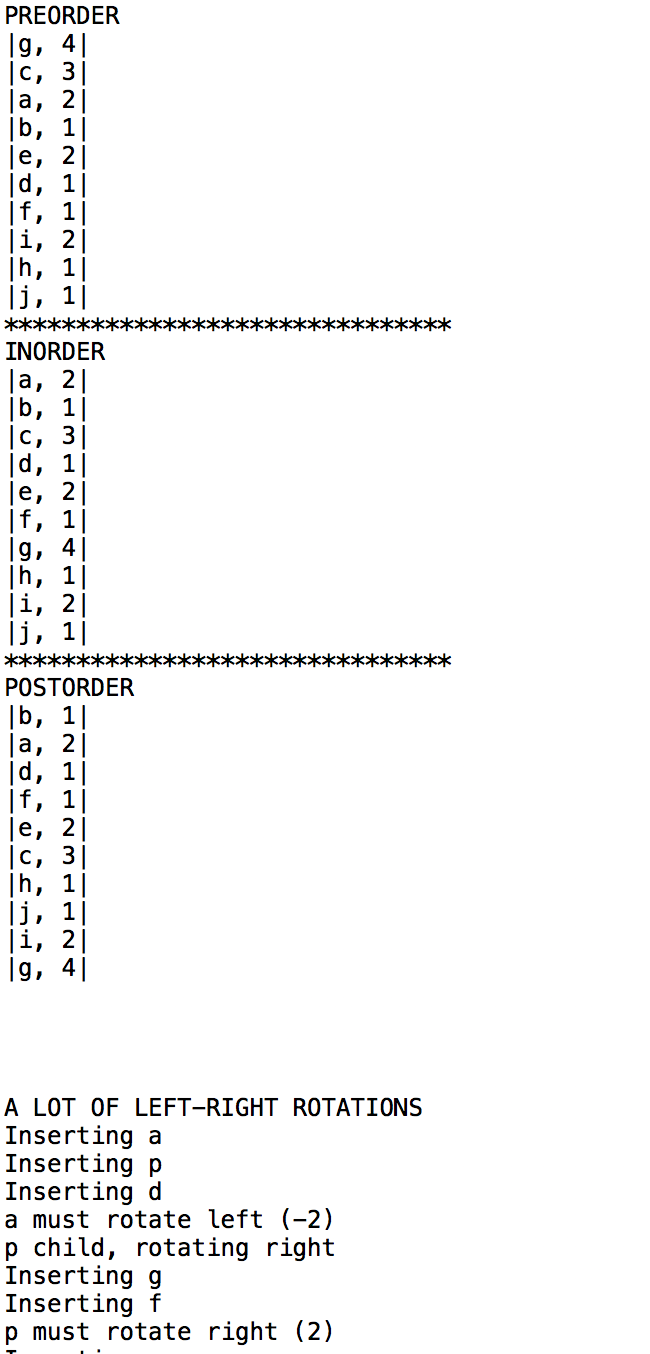 PREORDER
|g, 4|
|c, 3|
|a, 2|
|b, 1|
|e, 2|
|d, 1|
|f, 1|
|i, 2|
|h, 1|
|j, 1|
*******************************
INORDER
|a, 2|
|b, 1|
|c, 3|
|d, 1|
|e, 2|
|f, 1|
|g, 4|
|h, 1|
|i, 2|
|j, 1|
*******************************
POSTORDER
|b, 1|
|a, 2|
|d, 1|
|f, 1|
|e, 2|
|c, 3|
|h, 1|
|j, 1|
|i, 2|
|g, 4|
A LOT OF LEFT-RIGHT ROTATIONS
Inserting a
Inserting p
Inserting d
a must rotate left (-2)
p child, rotating right
Inserting g
Inserting f
p must rotate right (2)